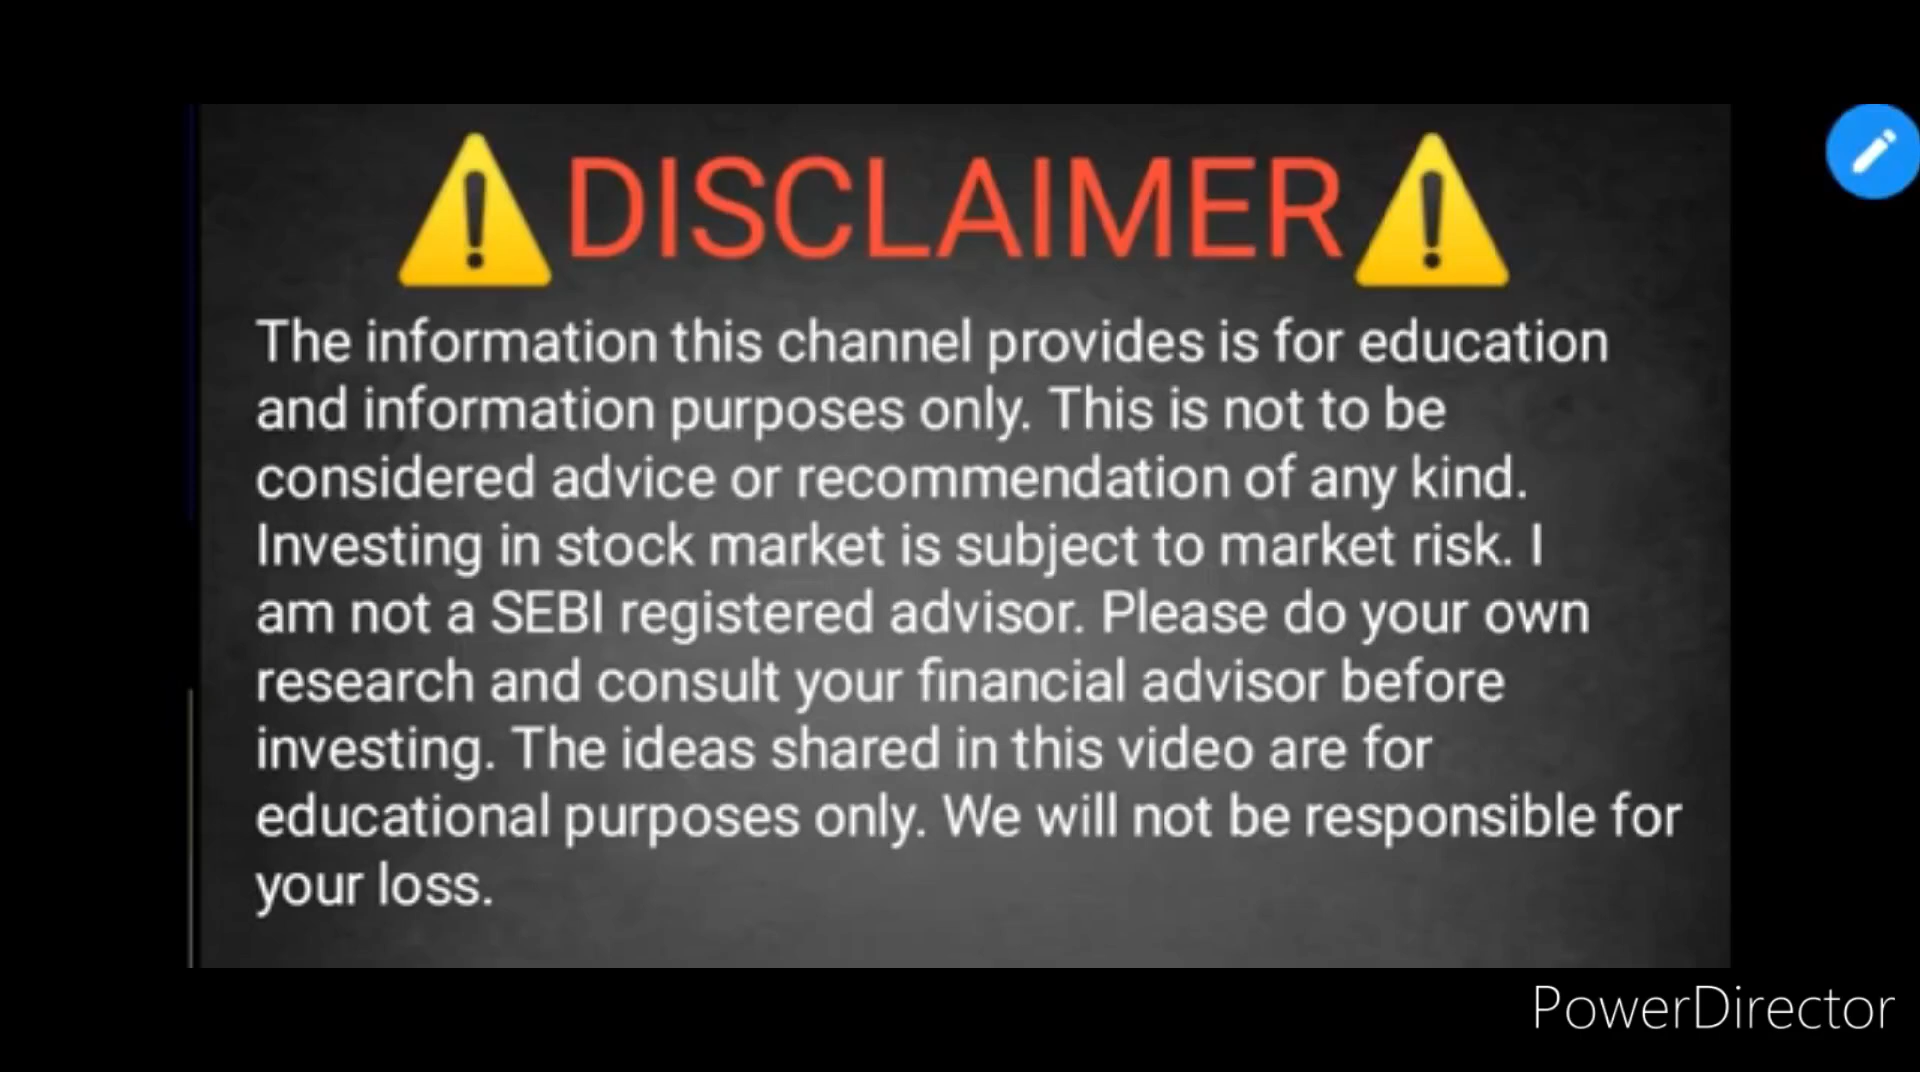 ⚠DISCLAIMER⚠
The information this channel provides is for education
and information purposes only. This is not to be
considered advice or recommendation of any kind.
Investing in stock market is subject to market risk. I
am not a SEBI registered advisor. Please do your own
research and consult your financial advisor before
investing. The ideas shared in this video are for
educational purposes only. We will not be responsible for
your loss.
PowerDirector